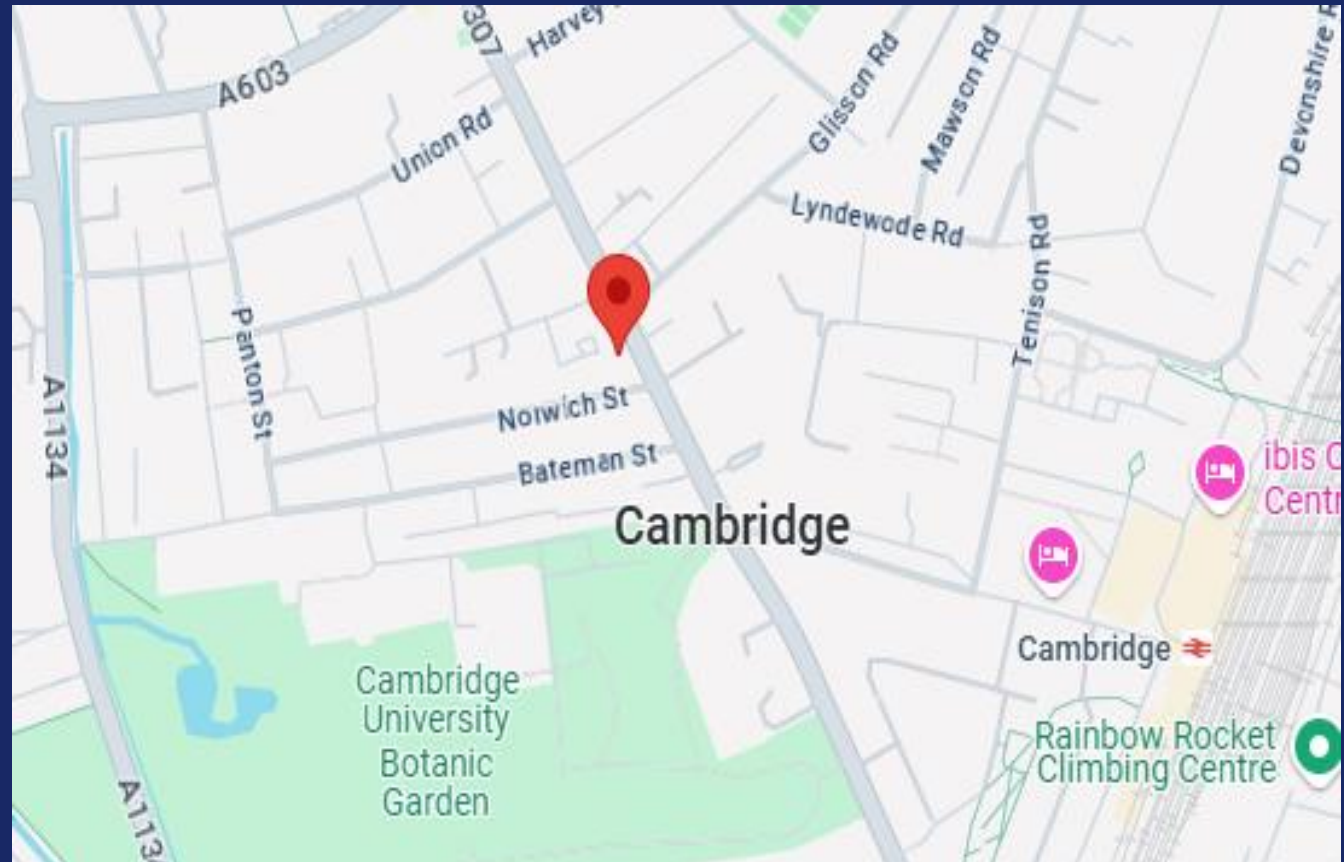 307
Harvey
A603
Union Rd
Glisson Rd
Mawson Rd
Devonshire R
Lyndewode Rd
Tenison Rd
Panton St
A1134
Norwich St
Bateman St
ibis C
Centr
Cambridge
Cambridge
Cambridge
University
Botanic
Garden
Rainbow Rocket
Climbing Centre
A1134